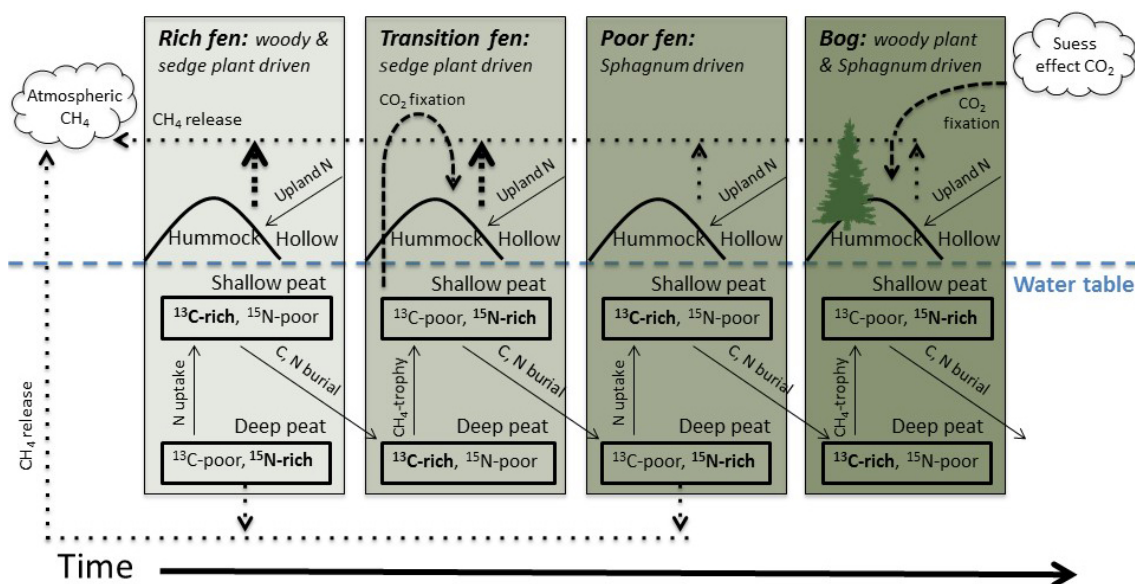 Rich fen: woody &
sedge plant driven
Transition fen:
sedge plant driven
Poor fen:
Sphagnum driven
Bog: woody plant
& Sphagnum driven
Suess
effect CO₂
Atmospheric
CH₄
CH₄ release
CO₂ fixation
CO₂
fixation
Upland N
Upland N
Upland N
Upland N
Hummock
Hollow
Hummock
Hollow
Hummock
Hollow
Hummock
Hollow
Water table
Shallow peat
Shallow peat
Shallow peat
Shallow peat
¹³C-rich, ¹⁵N-poor
¹³C-poor, ¹⁵N-rich
¹³C-rich, ¹⁵N-poor
¹³C-poor, ¹⁵N-rich
N uptake
C, N burial
CH₄-trophy
C, N burial
N uptake
C, N burial
CH₄-trophy
C, N burial
CH₄ release
Deep peat
Deep peat
Deep peat
Deep peat
¹³C-poor, ¹⁵N-rich
¹³C-rich, ¹⁵N-poor
¹³C-poor, ¹⁵N-rich
¹³C-rich, ¹⁵N-poor
Time